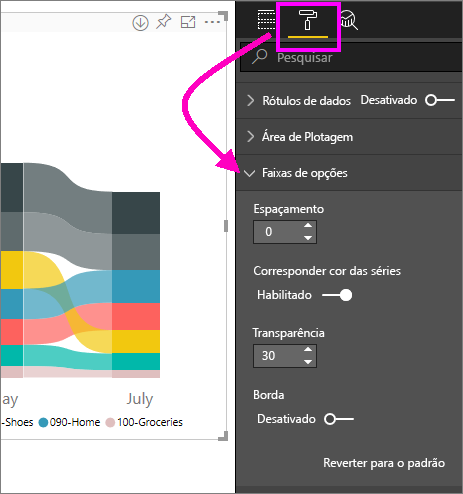 Pesquisar
Rótulos de dados Desativado
Área de Plotagem
Faixas de opções
Espaçamento
0
Corresponder cor das séries
Habilitado
Transparência
30
Borda
Desativado
Reverter para o padrão
ay July
-Shoes 090-Home 100-Groceries